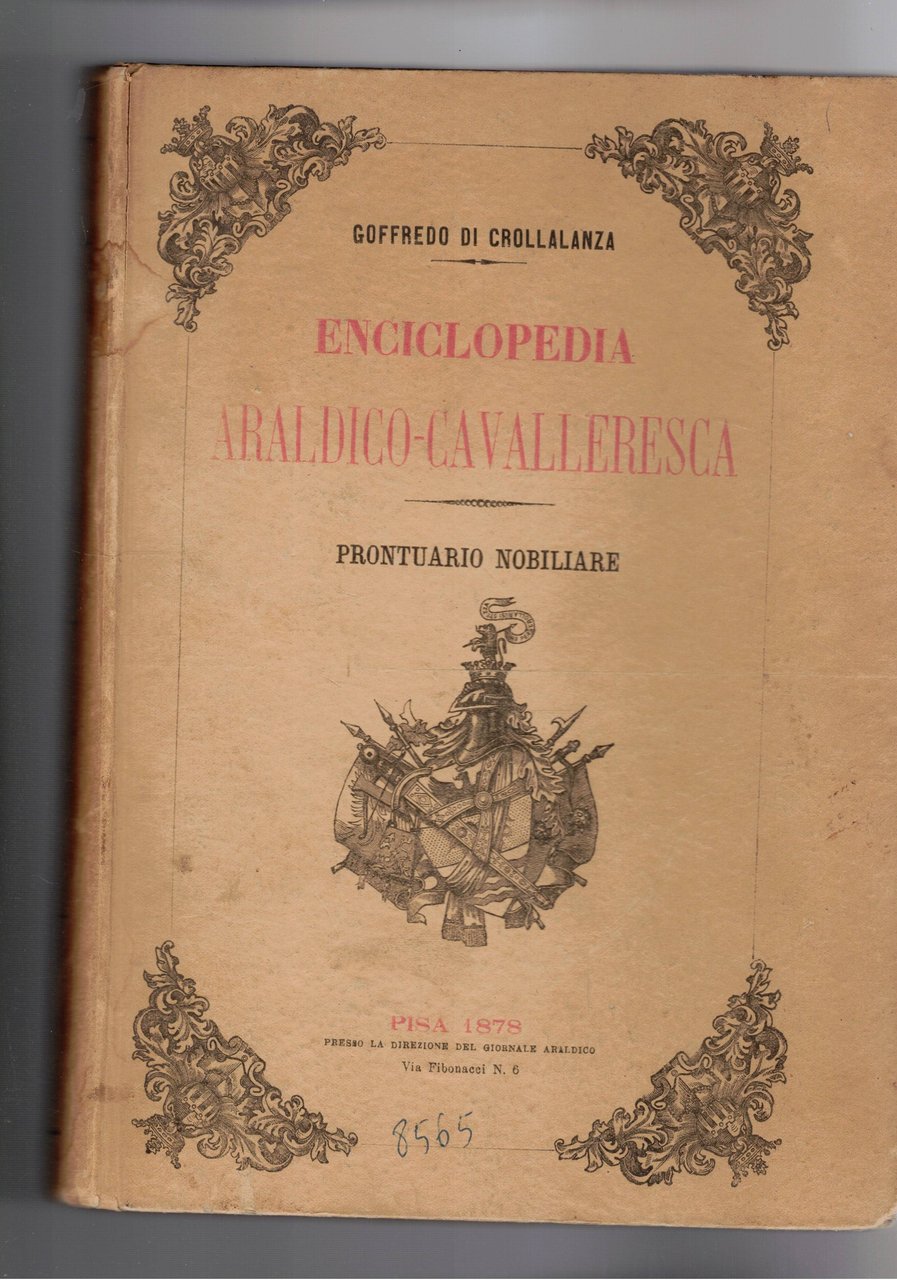 GOFFREDO DI CROLLALANZA
ENCICLOPEDIA
ARALDICO-CAVALLERESCA
PRONTUARIO NOBILIARE
PISA 1878
PRESSO LA DIREZIONE DEL GIORNALE ARALDICO
Via Fibonacci N. 6
8565